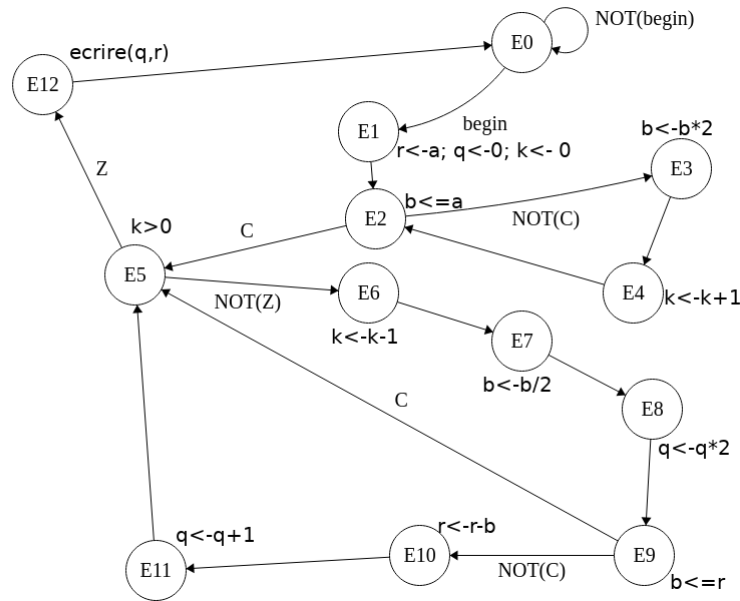 NOT(begin)
E0
ecrire(q,r)
E12
begin
E1
r<-a; q<-0; k<- 0
b<-b*2
E3
Z
b<=a
E2
NOT(C)
C
k>0
E5
E4
k<-k+1
NOT(Z)
E6
k<-k-1
E7
b<-b/2
C
E8
q<-q*2
r<-r-b
q<-q+1
E11
E10
NOT(C)
E9
b<=r